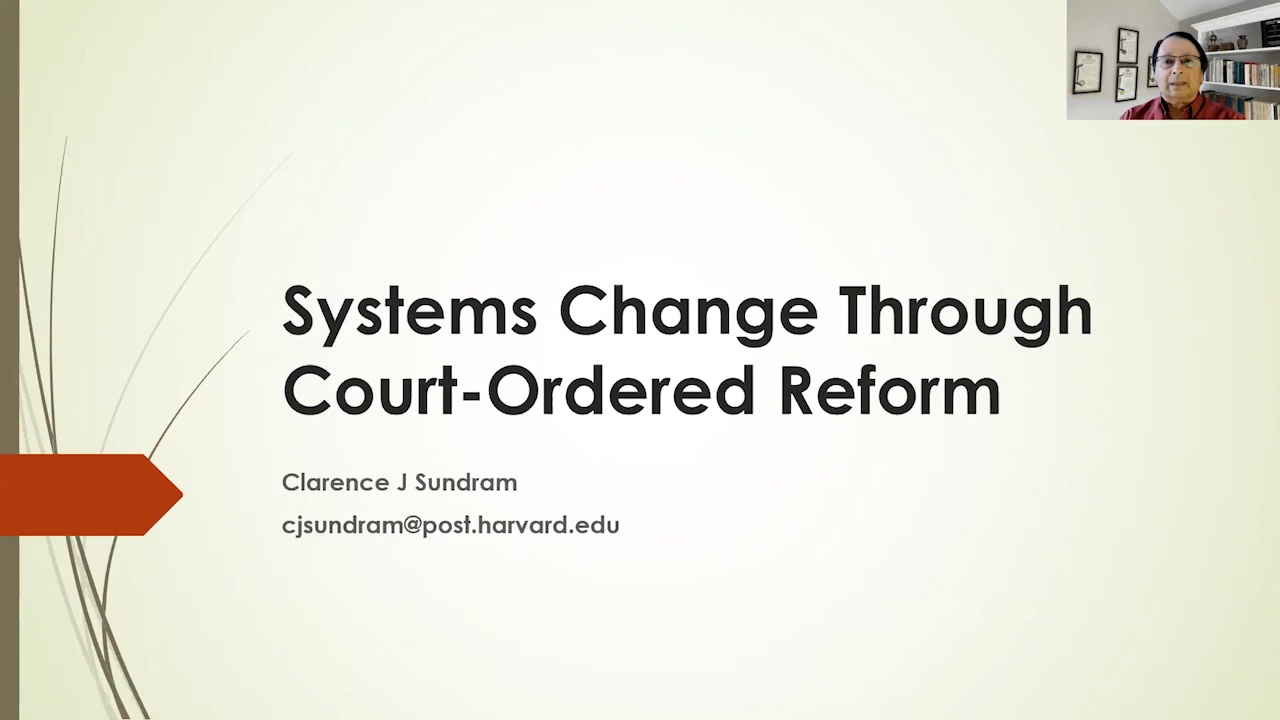 Systems Change Through
Court-Ordered Reform
Clarence J Sundram
cjsundram@post.harvard.edu